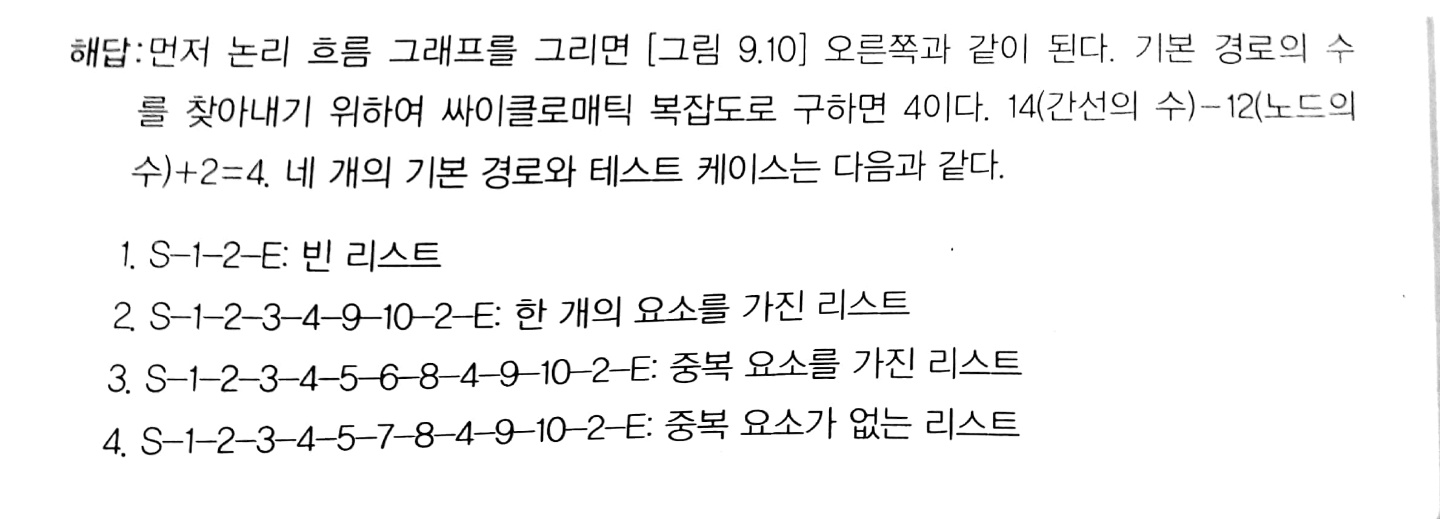 해답:먼저 논리 흐름 그래프를 그리면 [그림 9.10] 오른쪽과 같이 된다. 기본 경로의 수
를 찾아내기 위하여 싸이클로매틱 복잡도로 구하면 4이다. 14(간선의 수)-12(노드의
수)+2=4. 네 개의 기본 경로와 테스트 케이스는 다음과 같다.
1. S-1-2-E: 빈 리스트
2. S-1-2-3-4-9-10-2-E: 한 개의 요소를 가진 리스트
3. S-1-2-3-4-5-6-8-4-9-10-2-E: 중복 요소를 가진 리스트
4. S-1-2-3-4-5-7-8-4-9-10-2-E: 중복 요소가 없는 리스트